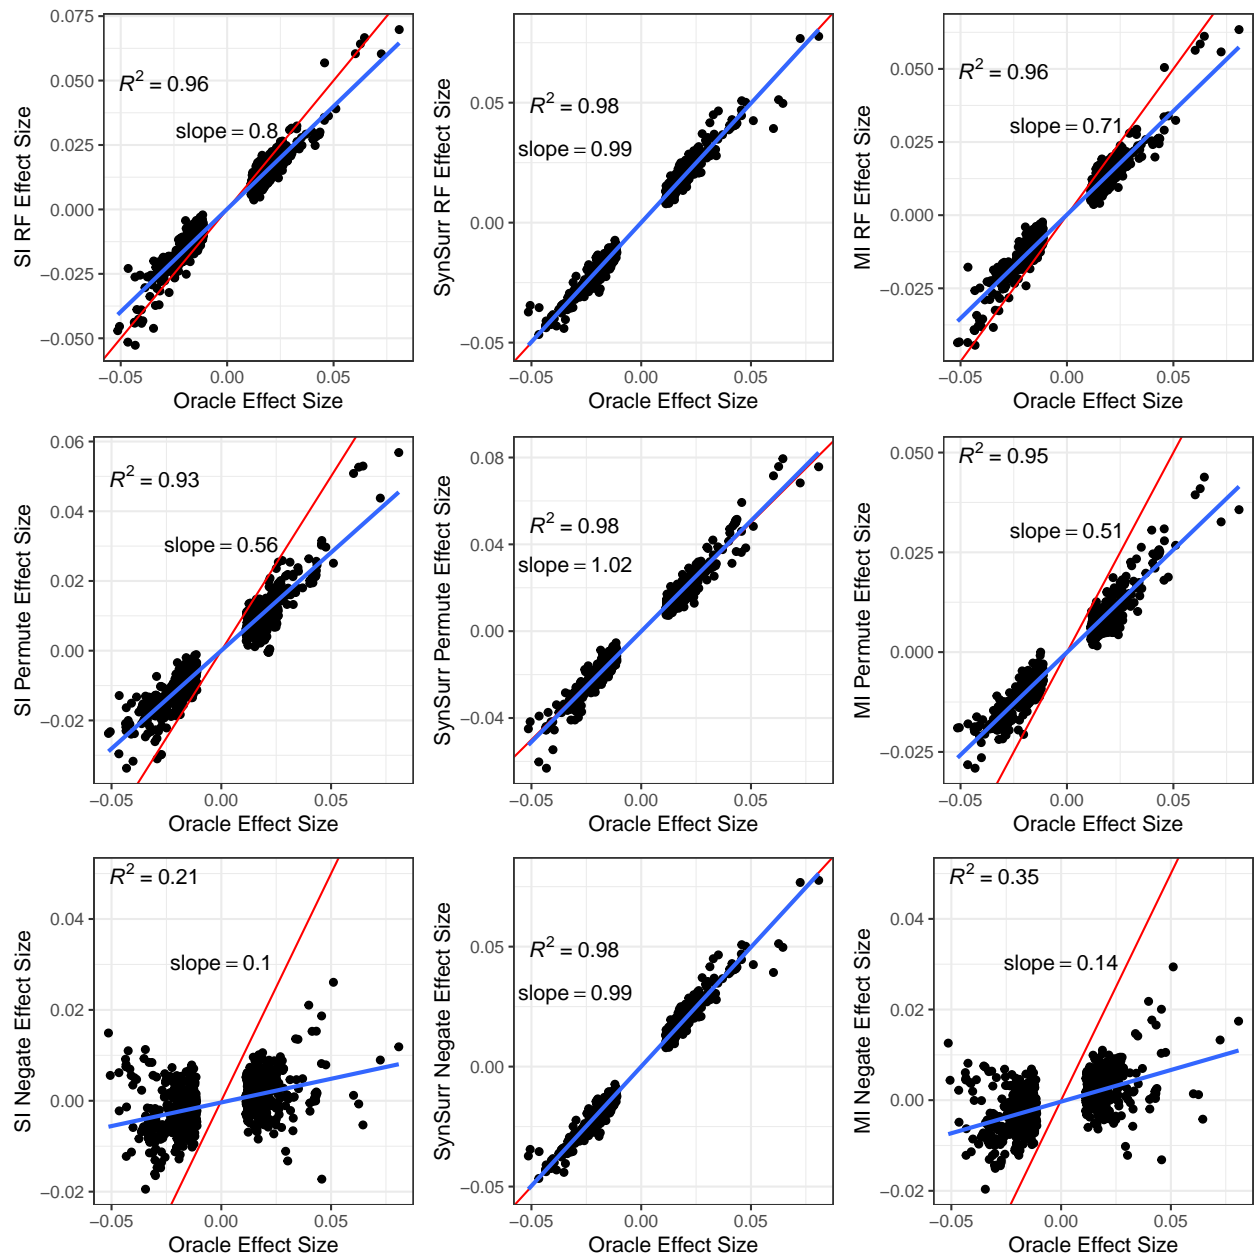 0.075
0.050
0.025
0.000
−0.025
−0.050
SI RF Effect Size
R² = 0.96
slope = 0.8
−0.05 0.00 0.05
Oracle Effect Size
0.05
0.00
−0.05
SynSurr RF Effect Size
R² = 0.98
slope = 0.99
−0.05 0.00 0.05
Oracle Effect Size
0.050
0.025
0.000
−0.025
MI RF Effect Size
R² = 0.96
slope = 0.71
−0.05 0.00 0.05
Oracle Effect Size
0.06
0.04
0.02
0.00
−0.02
SI Permute Effect Size
R² = 0.93
slope = 0.56
−0.05 0.00 0.05
Oracle Effect Size
0.08
0.04
0.00
−0.04
SynSurr Permute Effect Size
R² = 0.98
slope = 1.02
−0.05 0.00 0.05
Oracle Effect Size
0.050
0.025
0.000
−0.025
MI Permute Effect Size
R² = 0.95
slope = 0.51
−0.05 0.00 0.05
Oracle Effect Size
0.04
0.02
0.00
−0.02
SI Negate Effect Size
R² = 0.21
slope = 0.1
−0.05 0.00 0.05
Oracle Effect Size
0.05
0.00
−0.05
SynSurr Negate Effect Size
R² = 0.98
slope = 0.99
−0.05 0.00 0.05
Oracle Effect Size
0.04
0.02
0.00
−0.02
MI Negate Effect Size
R² = 0.35
slope = 0.14
−0.05 0.00 0.05
Oracle Effect Size